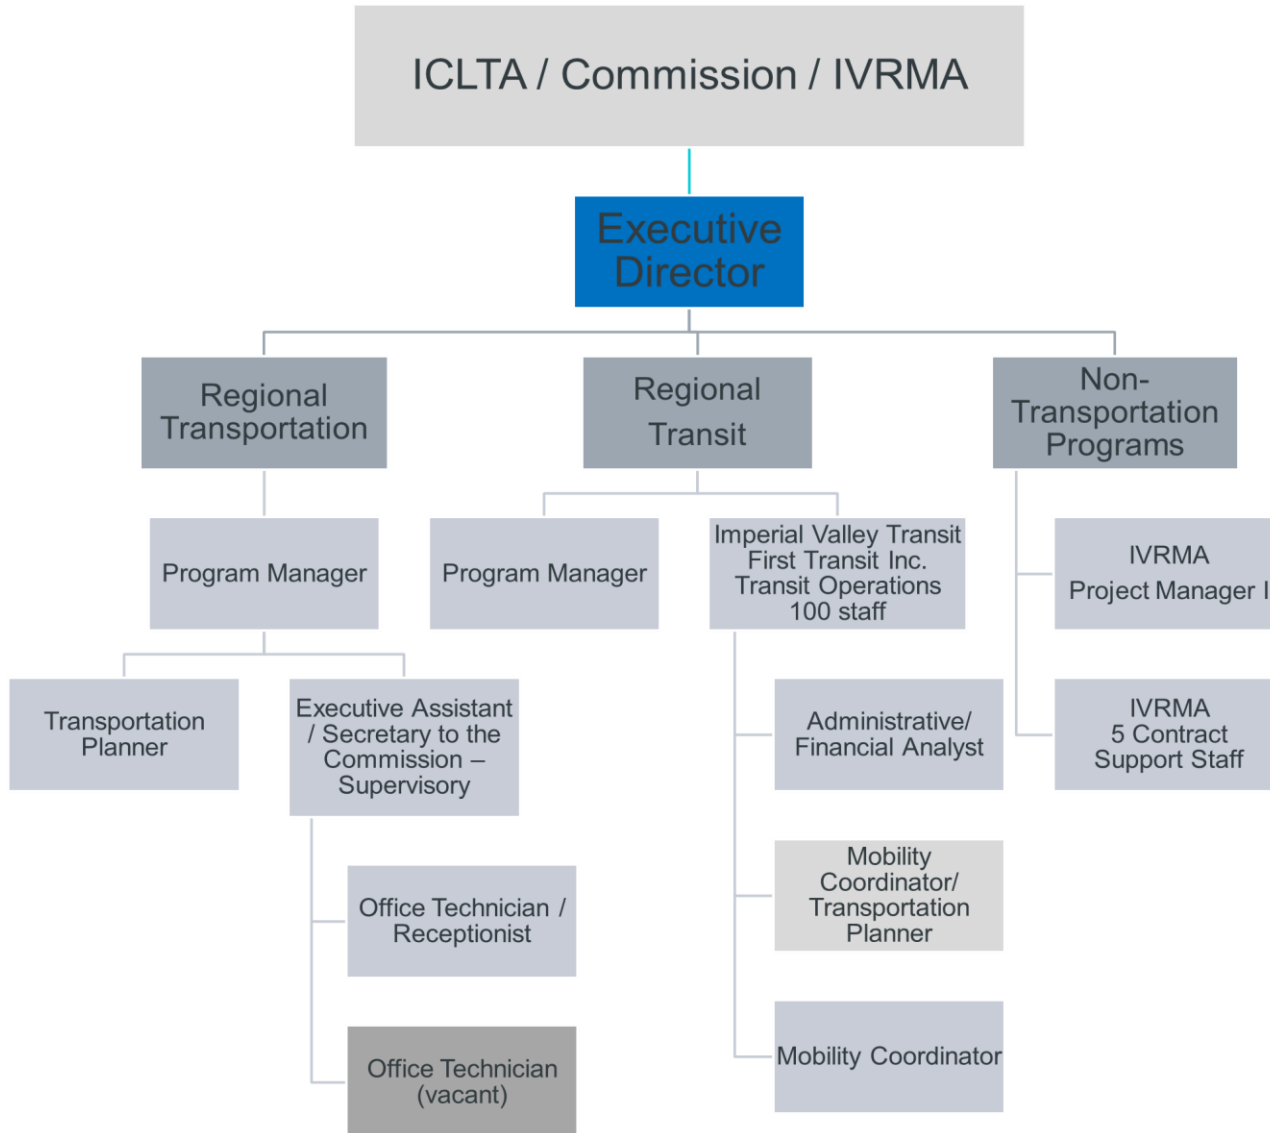 ICLTA / Commission / IVRMA
Executive
Director
Regional
Transportation
Regional
Transit
Non-
Transportation
Programs
Program Manager
Program Manager
Imperial Valley Transit
First Transit Inc.
Transit Operations
100 staff
IVRMA
Project Manager I
Transportation
Planner
Executive Assistant
/ Secretary to the
Commission –
Supervisory
Administrative/
Financial Analyst
IVRMA
5 Contract
Support Staff
Office Technician /
Receptionist
Mobility
Coordinator/
Transportation
Planner
Office Technician
(vacant)
Mobility Coordinator